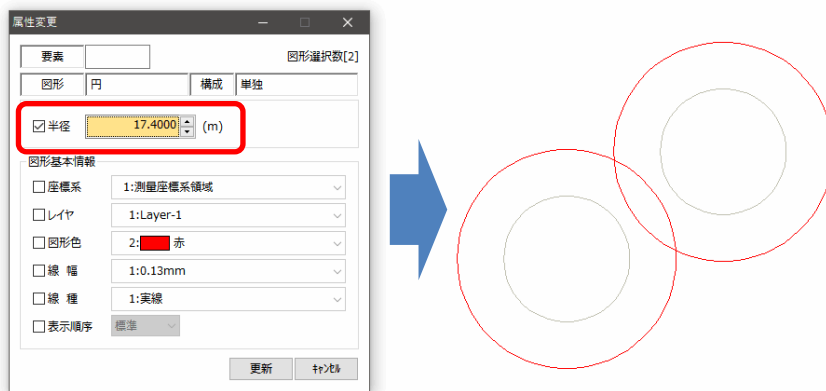 属性変更
要素 図形選択数[2]
図形 円 構成 単独
半径 17.4000 (m)
図形基本情報
座標系 1:測量座標系領域
レイヤ 1:Layer-1
図形色 2: 赤
線 幅 1:0.13mm
線 種 1:実線
表示順序 標準
更新 ｷｬﾝｾﾙ